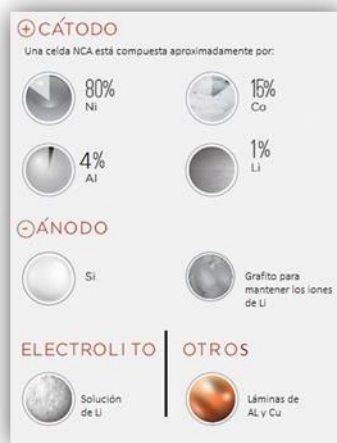 + CÁTODO
Una celda NCA está compuesta aproximadamente por:
80%
Ni
15%
Co
4%
Al
1%
Li
- ÁNODO
Si
Grafito para
mantener los iones
de Li
ELECTROLITO
Solución
de Li
OTROS
Láminas de
AL y Cu